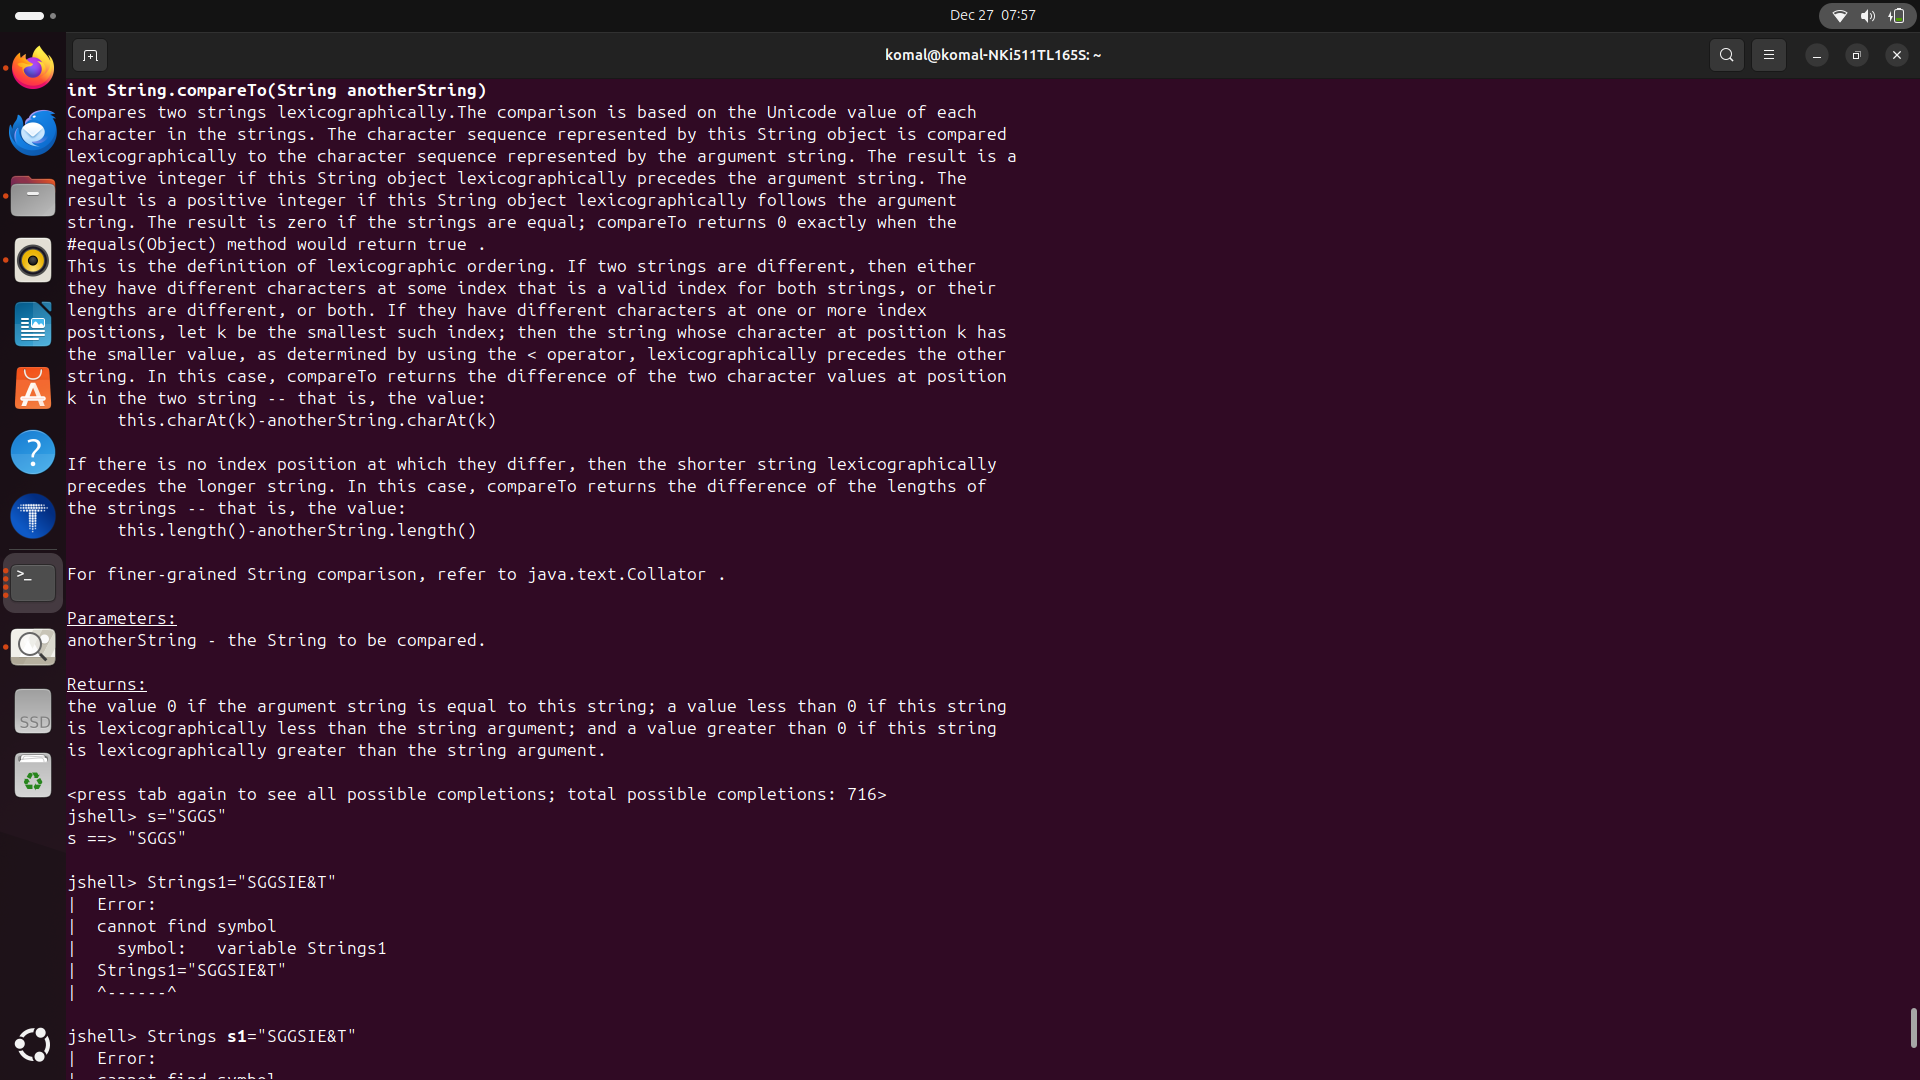 Dec 27 07:57
komal@komal-NKi511TL165S: ~
int String.compareTo(String anotherString)
Compares two strings lexicographically.The comparison is based on the Unicode value of each
character in the strings. The character sequence represented by this String object is compared
lexicographically to the character sequence represented by the argument string. The result is a
negative integer if this String object lexicographically precedes the argument string. The
result is a positive integer if this String object lexicographically follows the argument
string. The result is zero if the strings are equal; compareTo returns 0 exactly when the
#equals(Object) method would return true .
This is the definition of lexicographic ordering. If two strings are different, then either
they have different characters at some index that is a valid index for both strings, or their
lengths are different, or both. If they have different characters at one or more index
positions, let k be the smallest such index; then the string whose character at position k has
the smaller value, as determined by using the < operator, lexicographically precedes the other
string. In this case, compareTo returns the difference of the two character values at position
k in the two string -- that is, the value:
     this.charAt(k)-anotherString.charAt(k)
If there is no index position at which they differ, then the shorter string lexicographically
precedes the longer string. In this case, compareTo returns the difference of the lengths of
the strings -- that is, the value:
     this.length()-anotherString.length()
For finer-grained String comparison, refer to java.text.Collator .
Parameters:
anotherString - the String to be compared.
Returns:
the value 0 if the argument string is equal to this string; a value less than 0 if this string
is lexicographically less than the string argument; and a value greater than 0 if this string
is lexicographically greater than the string argument.
<press tab again to see all possible completions; total possible completions: 716>
jshell> s="SGGS"
s ==> "SGGS"
jshell> Strings1="SGGSIE&T"
|  Error:
|  cannot find symbol
|    symbol:   variable Strings1
|  Strings1="SGGSIE&T"
|  ^------^
jshell> Strings s1="SGGSIE&T"
|  Error:
|  cannot find symbol
SSD